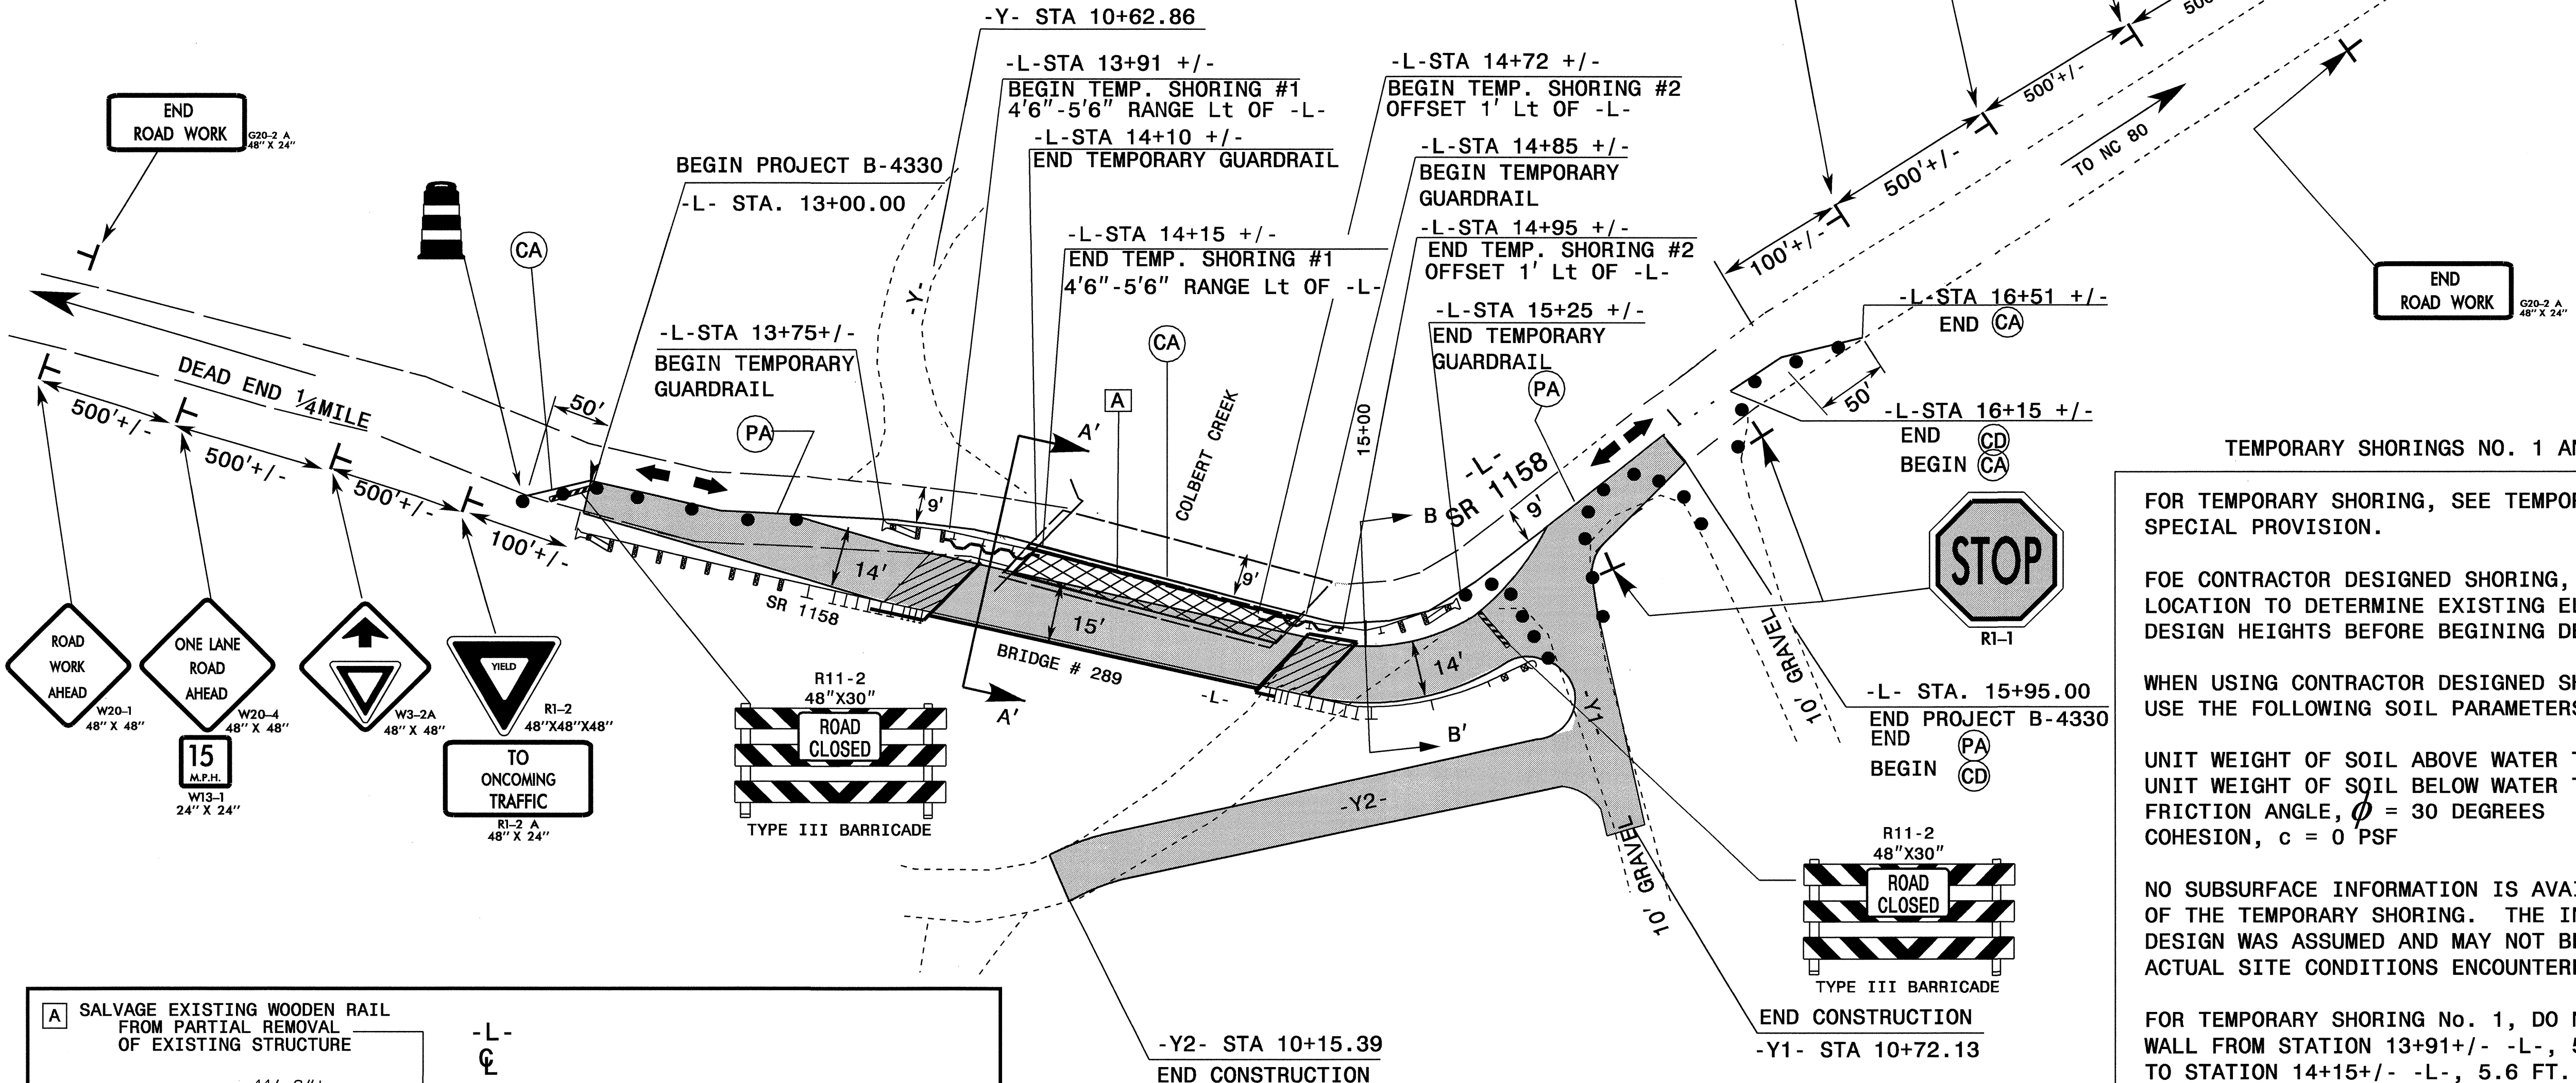 -Y- STA 10+62.86
-L-STA 13+91 +/-
BEGIN TEMP. SHORING #1
4'6"-5'6" RANGE Lt OF -L-
-L-STA 14+10 +/-
END TEMPORARY GUARDRAIL
-L-STA 14+15 +/-
END TEMP. SHORING #1
4'6"-5'6" RANGE Lt OF -L-
-L-STA 14+72 +/-
BEGIN TEMP. SHORING #2
OFFSET 1' Lt OF -L-
-L-STA 14+85 +/-
BEGIN TEMPORARY
GUARDRAIL
-L-STA 14+95 +/-
END TEMP. SHORING #2
OFFSET 1' Lt OF -L-
-L-STA 15+25 +/-
END TEMPORARY
GUARDRAIL
PA
500'+/-
500'+/-
100'+/-
TO NC 80
END
ROAD WORK
G20-2 A
48" X 24"
END
ROAD WORK
G20-2 A
48" X 24"
BEGIN PROJECT B-4330
-L- STA. 13+00.00
CA
-L-STA 13+75+/-
BEGIN TEMPORARY
GUARDRAIL
PA
-Y-
CA
A
COLBERT CREEK
15+00
-L-
SR 1158
DEAD END 1/4 MILE
50'
500'+/-
500'+/-
500'+/-
100'+/-
A'
A'
B
B'
9'
9'
9'
14'
15'
14'
SR 1158
BRIDGE # 289
-L-
-Y1-
-Y2-
10' GRAVEL
10' GRAVEL
50'
-L-STA 16+51 +/-
END CA
-L-STA 16+15 +/-
END CD
BEGIN CA
STOP
R1-1
-L- STA. 15+95.00
END PROJECT B-4330
END PA
BEGIN CD
ROAD
WORK
AHEAD
W20-1
48" X 48"
ONE LANE
ROAD
AHEAD
W20-4
48" X 48"
15
M.P.H.
W13-1
24" X 24"
W3-2A
48" X 48"
YIELD
R1-2
48"X48"X48"
TO
ONCOMING
TRAFFIC
R1-2 A
48" X 24"
R11-2
48"X30"
ROAD
CLOSED
TYPE III BARRICADE
R11-2
48"X30"
ROAD
CLOSED
TYPE III BARRICADE
END CONSTRUCTION
-Y1- STA 10+72.13
-Y2- STA 10+15.39
END CONSTRUCTION
A SALVAGE EXISTING WOODEN RAIL
FROM PARTIAL REMOVAL
OF EXISTING STRUCTURE
-L-
℄
TEMPORARY SHORINGS NO. 1 A
FOR TEMPORARY SHORING, SEE TEMPO
SPECIAL PROVISION.
FOE CONTRACTOR DESIGNED SHORING,
LOCATION TO DETERMINE EXISTING E
DESIGN HEIGHTS BEFORE BEGINING D
WHEN USING CONTRACTOR DESIGNED S
USE THE FOLLOWING SOIL PARAMETERS
UNIT WEIGHT OF SOIL ABOVE WATER
UNIT WEIGHT OF SOIL BELOW WATER
FRICTION ANGLE, ϕ = 30 DEGREES
COHESION, c = 0 PSF
NO SUBSURFACE INFORMATION IS AVA
OF THE TEMPORARY SHORING. THE I
DESIGN WAS ASSUMED AND MAY NOT B
ACTUAL SITE CONDITIONS ENCOUNTER
FOR TEMPORARY SHORING No. 1, DO
WALL FROM STATION 13+91+/- -L-,
TO STATION 14+15+/- -L-, 5.6 FT.